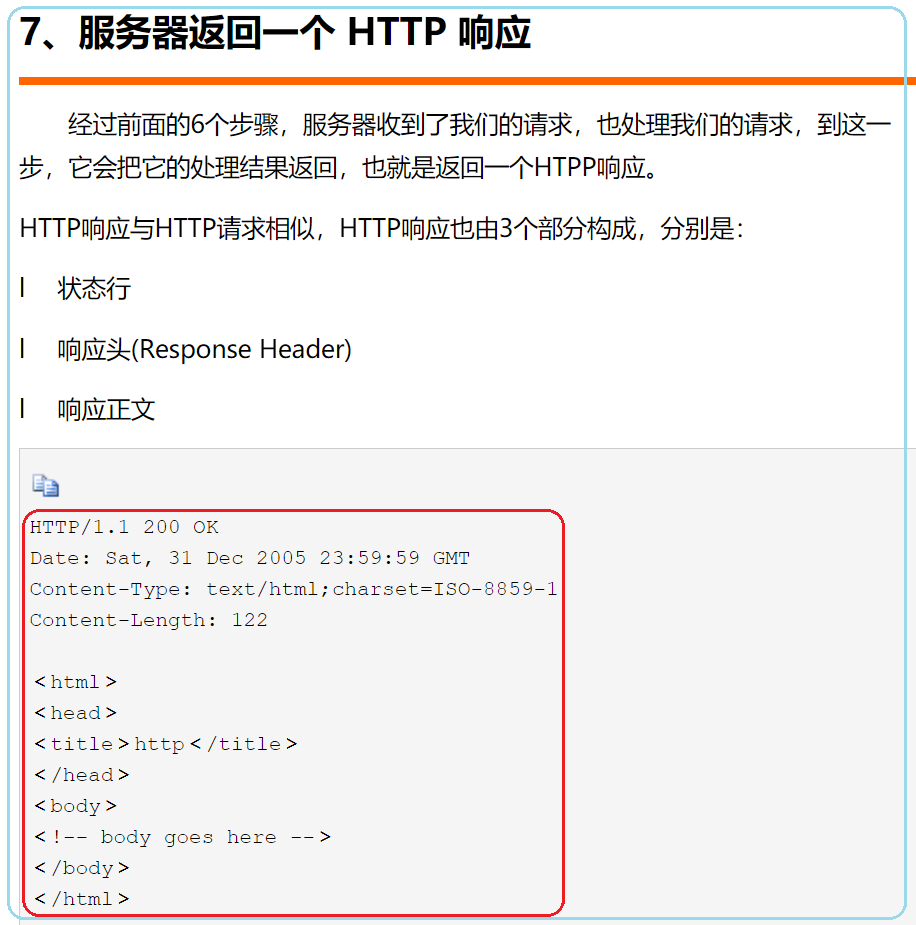 7、服务器返回一个 HTTP 响应
经过前面的6个步骤，服务器收到了我们的请求，也处理我们的请求，到这一
步，它会把它的处理结果返回，也就是返回一个HTPP响应。
HTTP响应与HTTP请求相似，HTTP响应也由3个部分构成，分别是：
l 状态行
l 响应头(Response Header)
l 响应正文
HTTP/1.1 200 OK
Date: Sat, 31 Dec 2005 23:59:59 GMT
Content-Type: text/html;charset=ISO-8859-1
Content-Length: 122
<html>
<head>
<title>http</title>
</head>
<body>
<!-- body goes here -->
</body>
</html>